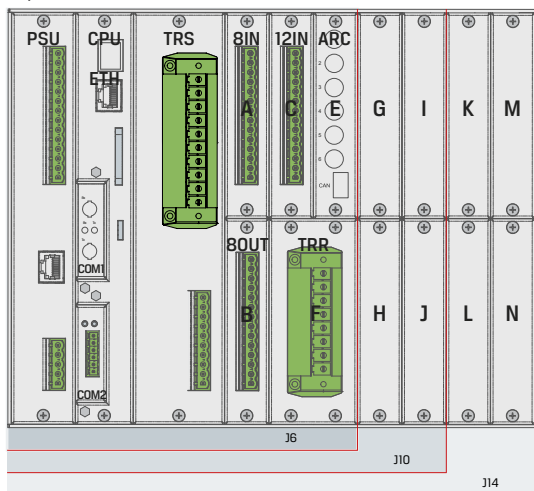 PSU CPU TRS 8IN 12IN ARC
ETH
2
3
A C E G I K M
4
5
6
CAN
8OUT TRR
COM1
B F H J L N
COM2
J6
J10
J14